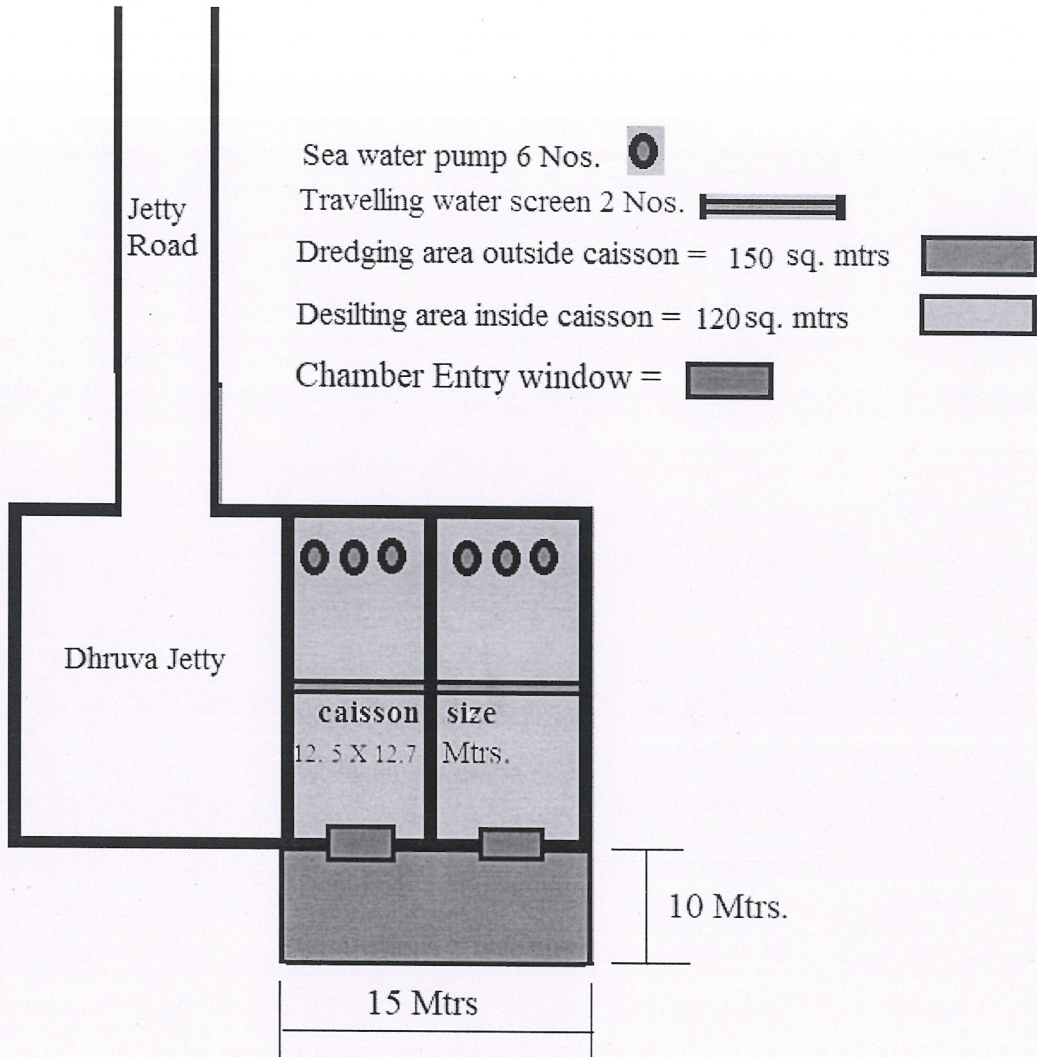 Sea water pump 6 Nos.
Travelling water screen 2 Nos.
Jetty
Road
Dredging area outside caisson = 150 sq. mtrs
Desilting area inside caisson = 120 sq. mtrs
Chamber Entry window =
Dhruva Jetty
caisson size
12. 5 X 12.7 Mtrs.
10 Mtrs.
15 Mtrs